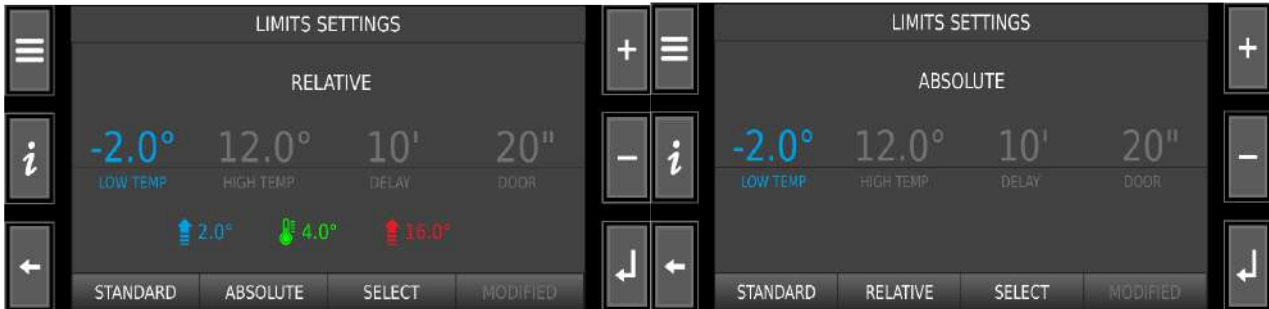 LIMITS SETTINGS
RELATIVE
-2.0° 12.0° 10' 20"
LOW TEMP HIGH TEMP DELAY DOOR
2.0° 4.0° 16.0°
STANDARD ABSOLUTE SELECT MODIFIED
+
i
-
LIMITS SETTINGS
ABSOLUTE
-2.0° 12.0° 10' 20"
LOW TEMP HIGH TEMP DELAY DOOR
STANDARD RELATIVE SELECT MODIFIED
+
i
-